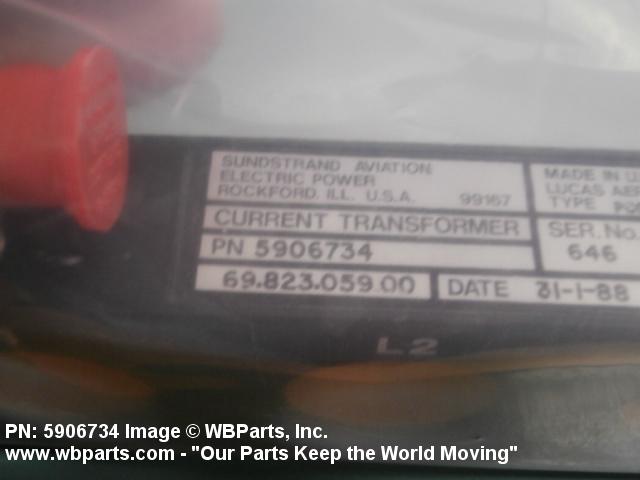 SUNDSTRAND AVIATION
ELECTRIC POWER
ROCKFORD. ILL. U.S.A. 99167
CURRENT TRANSFORMER
PN 5906734
69.823.059.00
DATE 31-1-88
MADE IN U
LUCAS AE
TYPE
SER. No.
646
L2
PN: 5906734 Image © WBParts, Inc.
www.wbparts.com - "Our Parts Keep the World Moving"